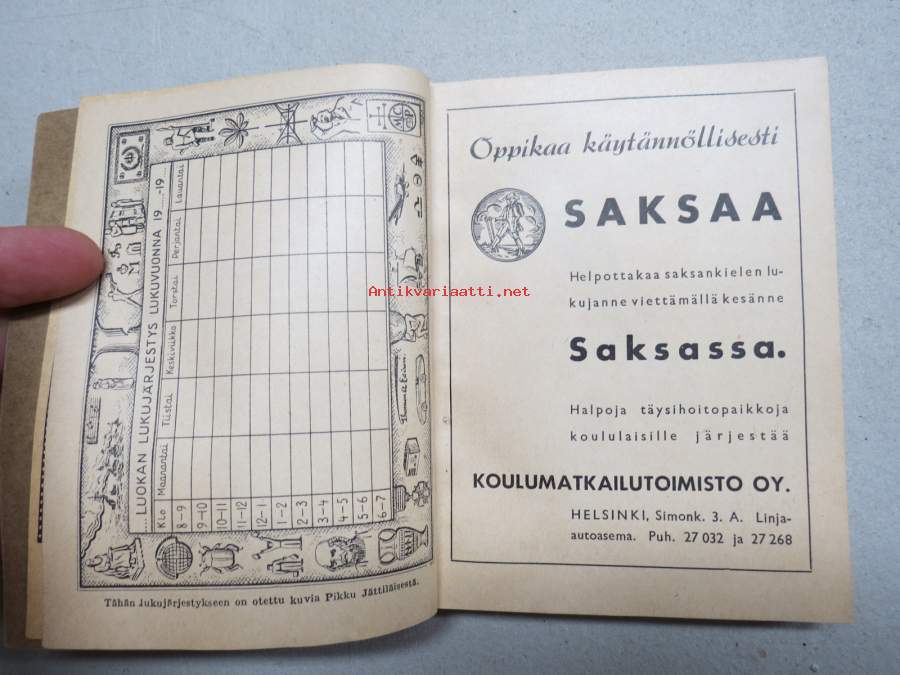 ...LUOKAN LUKUJÄRJESTYS LUKUVUONNA 19___-19___
Klo Maanantai Tiistai Keskiviikko Torstai Perjantai Lauantai
8-9
9-10
10-11
11-12
12-1
1-2
2-3
3-4
4-5
5-6
6-7
Tähän lukujärjestykseen on otettu kuvia Pikku Jättiläisestä.
Antikvariaatti.net
Oppikaa käytännöllisesti
SAKSAA
Helpottakaa saksankielen lu-
kujanne viettämällä kesänne
Saksassa.
Halpoja täysihoitopaikkoja
koululaisille järjestää
KOULUMATKAILUTOIMISTO OY.
HELSINKI, Simonk. 3. A. Linja-
autoasema. Puh. 27 032 ja 27 268